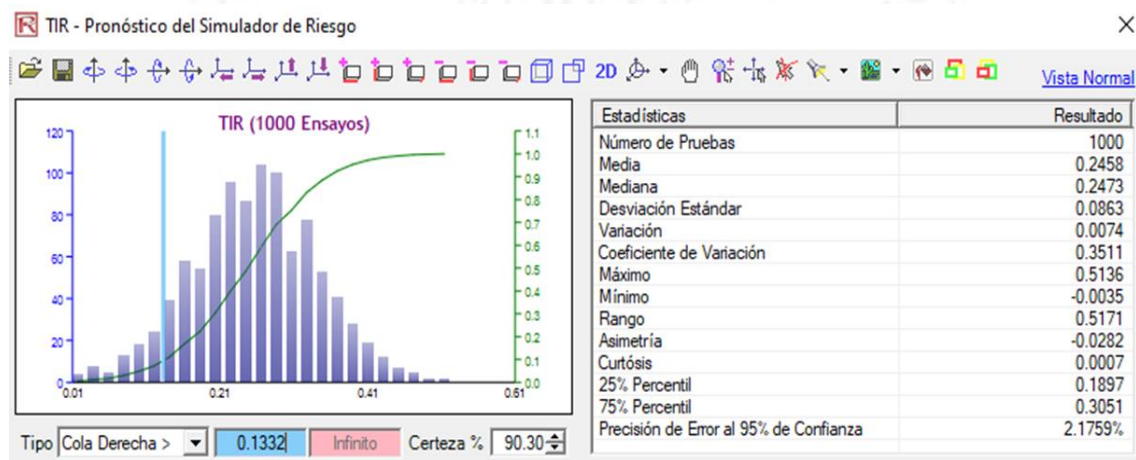 TIR - Pronóstico del Simulador de Riesgo
2D
Vista Normal
TIR (1000 Ensayos)
120
100
80
60
40
20
0
0.01 0.21 0.41 0.61
1.1
1.0
0.9
0.8
0.7
0.6
0.5
0.4
0.3
0.2
0.1
0.0
Tipo Cola Derecha > 0.1332 Infinito Certeza % 90.30
Estadísticas Resultado
Número de Pruebas 1000
Media 0.2458
Mediana 0.2473
Desviación Estándar 0.0863
Variación 0.0074
Coeficiente de Variación 0.3511
Máximo 0.5136
Mínimo -0.0035
Rango 0.5171
Asimetría -0.0282
Curtósis 0.0007
25% Percentil 0.1897
75% Percentil 0.3051
Precisión de Error al 95% de Confianza 2.1759%